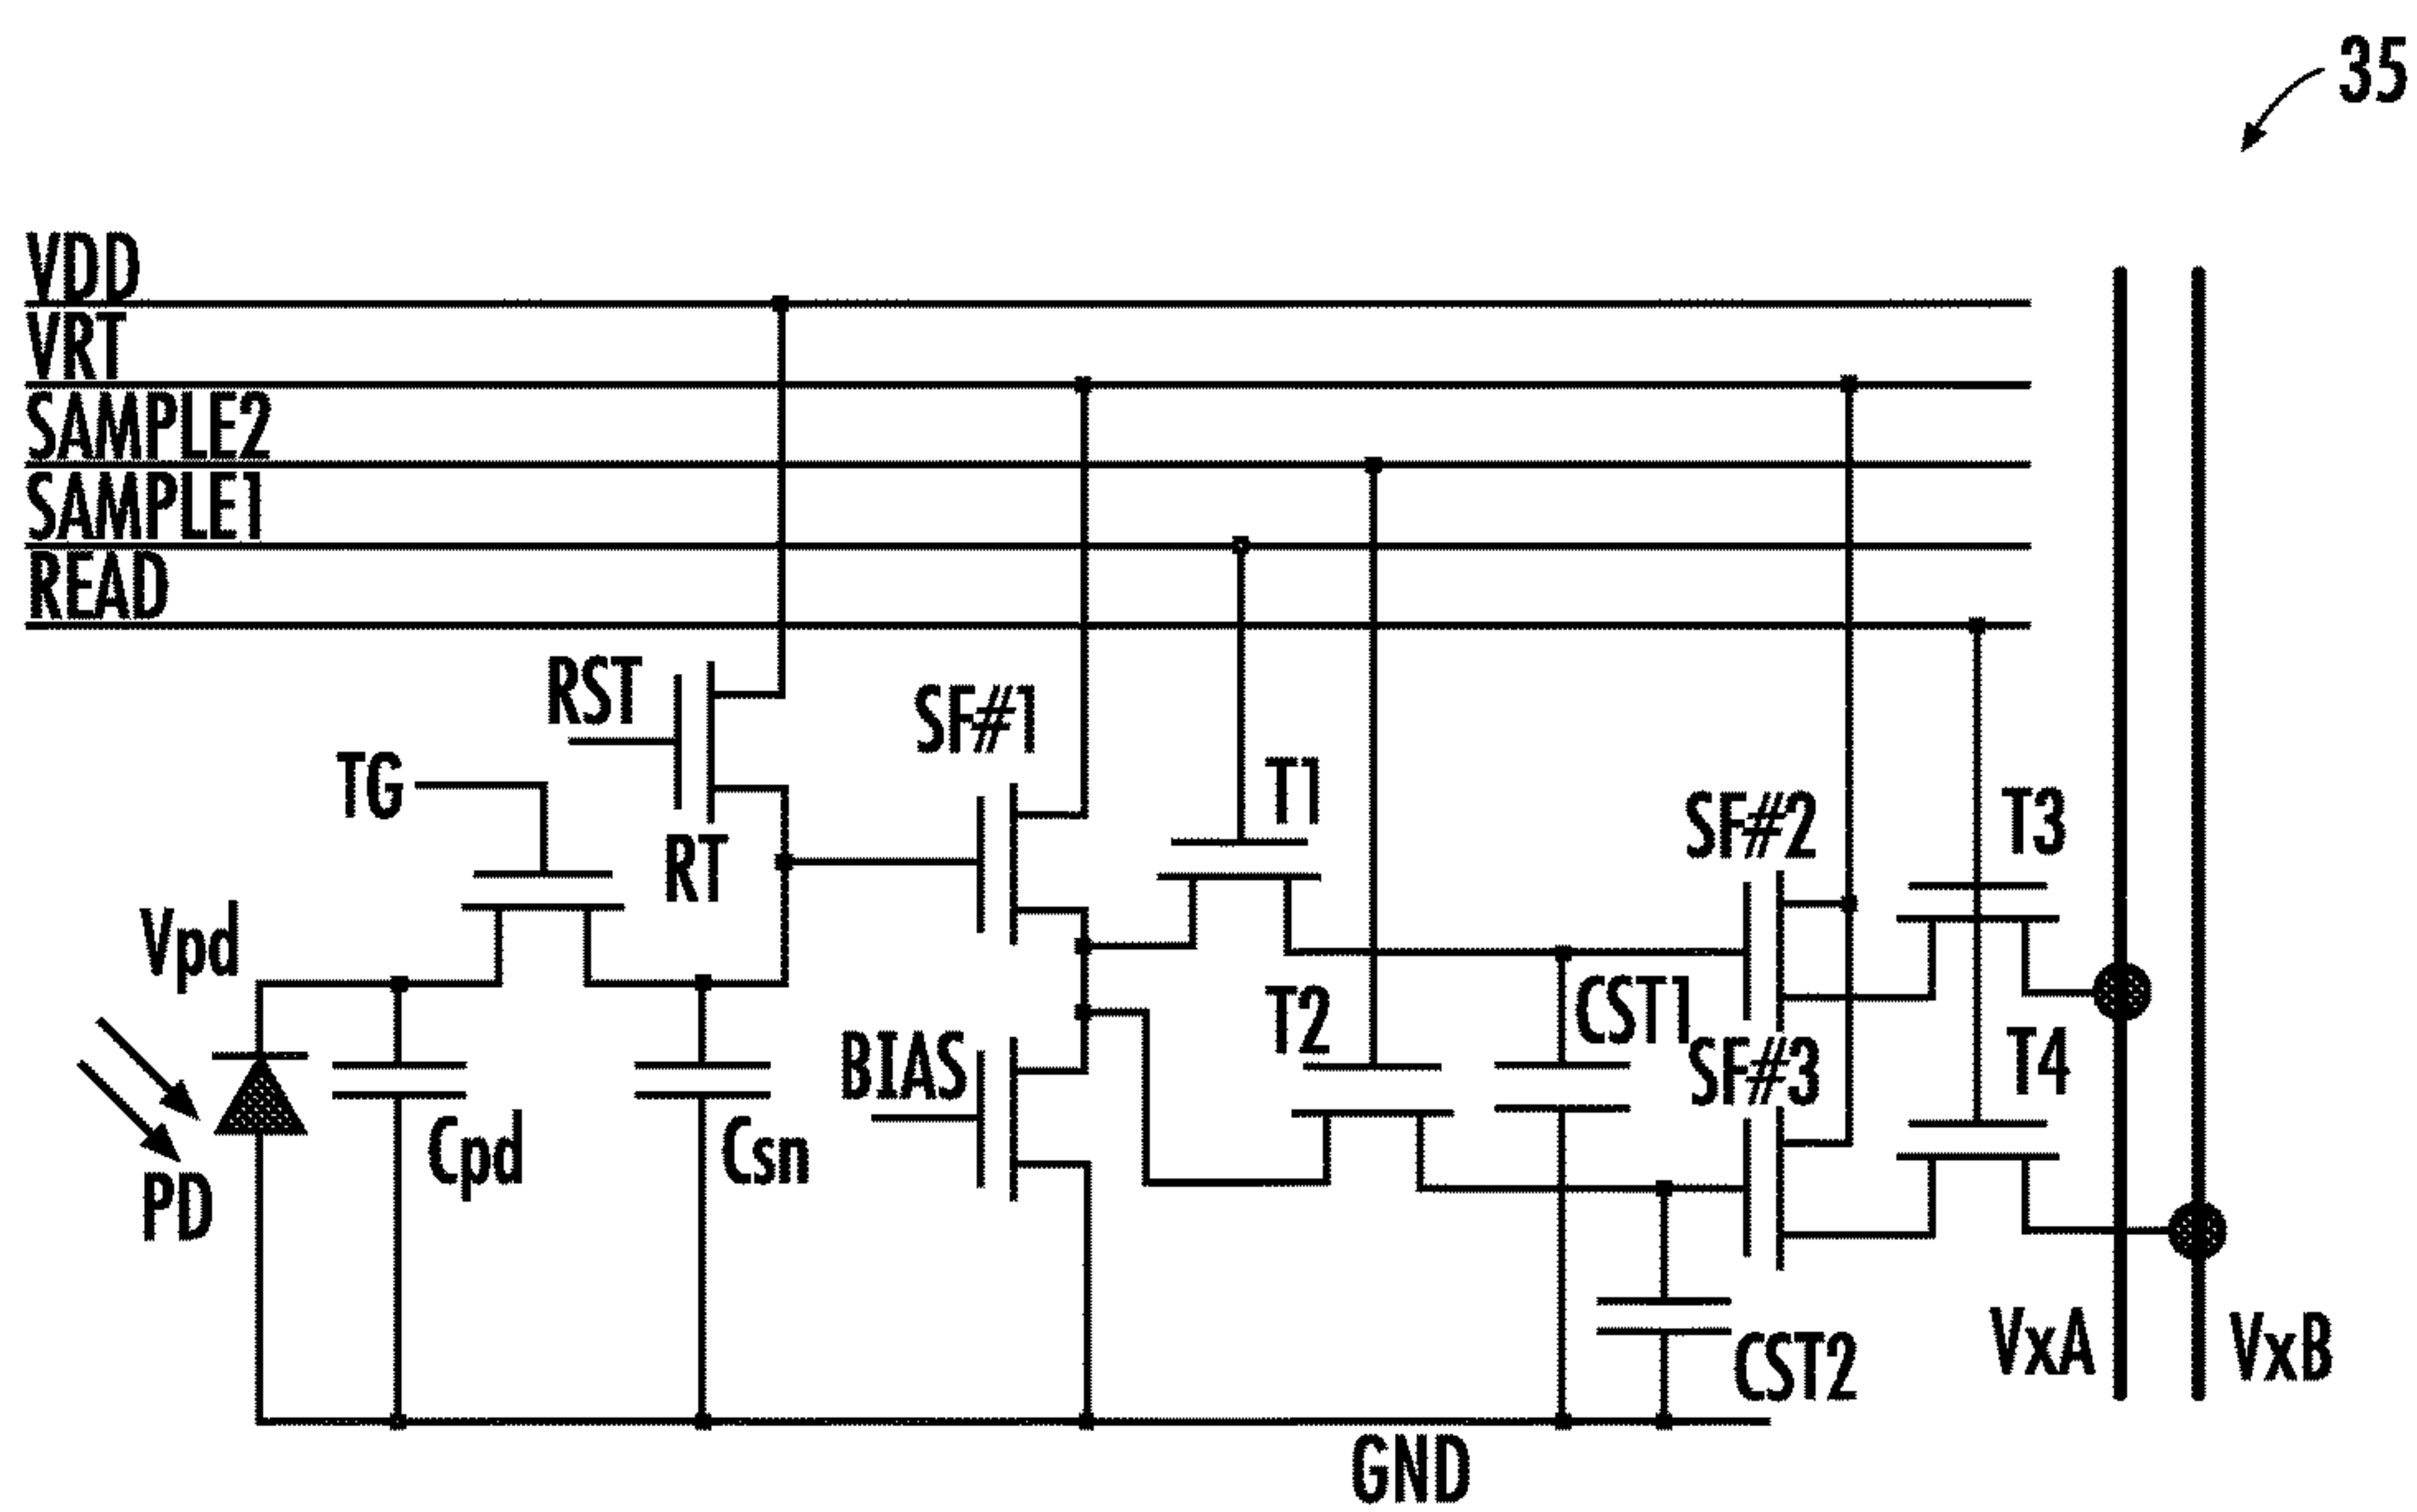 35
VDD
VRT
SAMPLE2
SAMPLE1
READ
RST
SF#1
TG
T1
SF#2
T3
RT
Vpd
CST1
T2
BIAS
SF#3
T4
Cpd
Csn
PD
VxA
VxB
CST2
GND